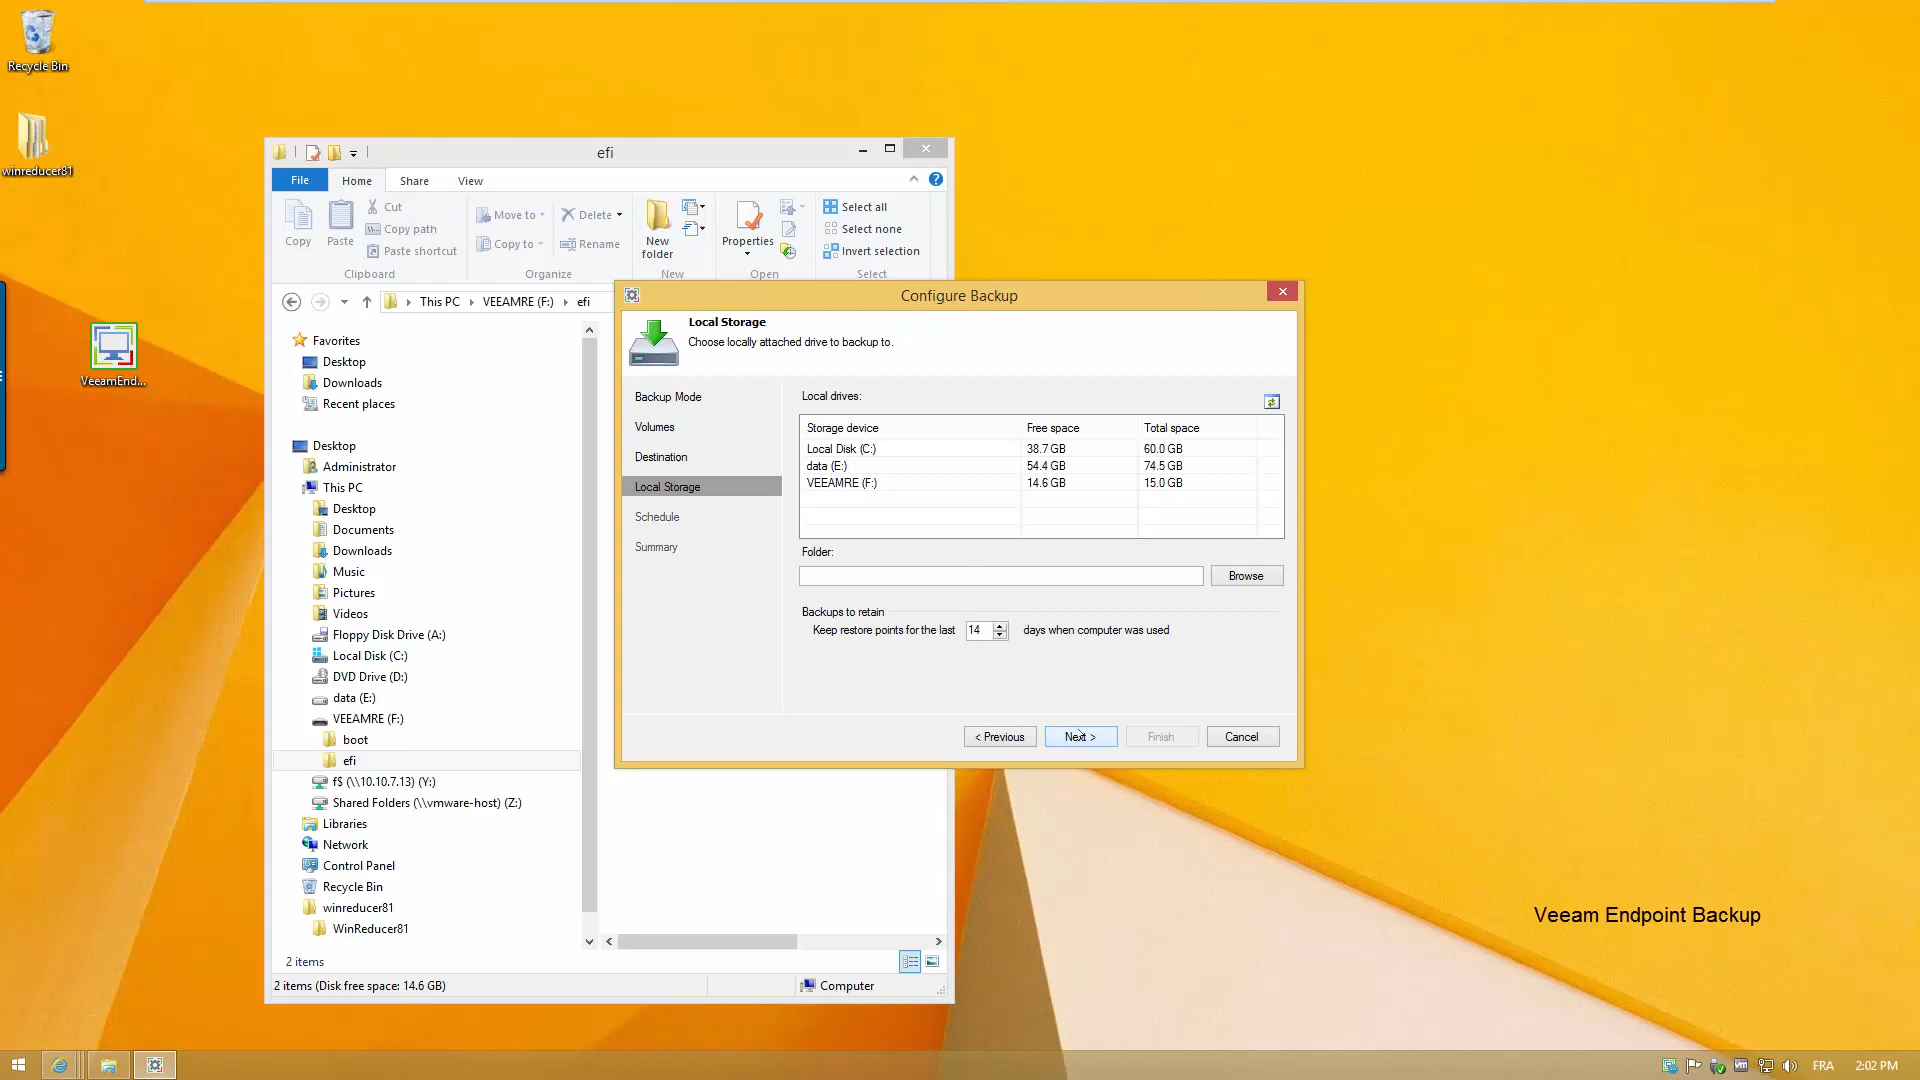 Recycle Bin
winreducer81
VeeamEnd...
efi
File
Home
Share
View
Copy
Paste
Cut
Copy path
Paste shortcut
Clipboard
Move to
Copy to
Delete
Rename
Organize
New
folder
New
Properties
Open
Select all
Select none
Invert selection
Select
This PC
VEEAMRE (F:)
efi
Favorites
Desktop
Downloads
Recent places
Desktop
Administrator
This PC
Desktop
Documents
Downloads
Music
Pictures
Videos
Floppy Disk Drive (A:)
Local Disk (C:)
DVD Drive (D:)
data (E:)
VEEAMRE (F:)
boot
efi
f$ (\\10.10.7.13) (Y:)
Shared Folders (\\vmware-host) (Z:)
Libraries
Network
Control Panel
Recycle Bin
winreducer81
WinReducer81
2 items
2 items (Disk free space: 14.6 GB)
Computer
Configure Backup
Local Storage
Choose locally attached drive to backup to.
Backup Mode
Volumes
Destination
Local Storage
Schedule
Summary
Local drives:
Storage device Free space Total space
Local Disk (C:) 38.7 GB 60.0 GB
data (E:) 54.4 GB 74.5 GB
VEEAMRE (F:) 14.6 GB 15.0 GB
Folder:
Browse
Backups to retain
Keep restore points for the last 14 days when computer was used
< Previous
Next >
Finish
Cancel
Veeam Endpoint Backup
FRA
2:02 PM